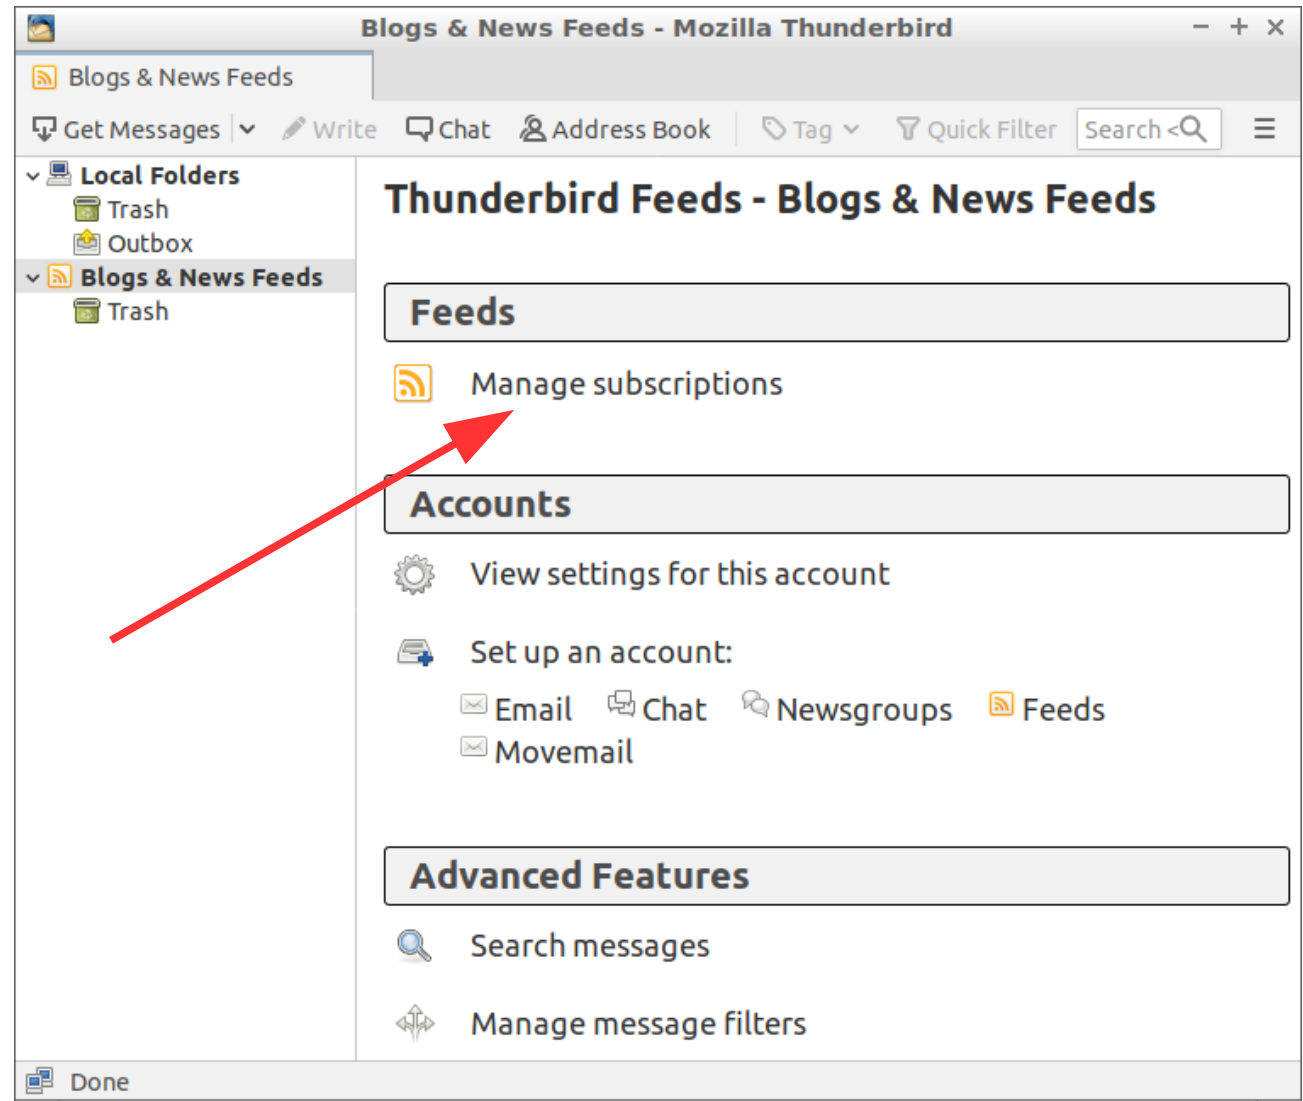 Blogs & News Feeds - Mozilla Thunderbird
Blogs & News Feeds
Get Messages Write Chat Address Book Tag Quick Filter Search <
Local Folders
Trash
Outbox
Blogs & News Feeds
Trash
Thunderbird Feeds - Blogs & News Feeds
Feeds
Manage subscriptions
Accounts
View settings for this account
Set up an account:
Email Chat Newsgroups Feeds
Movemail
Advanced Features
Search messages
Manage message filters
Done